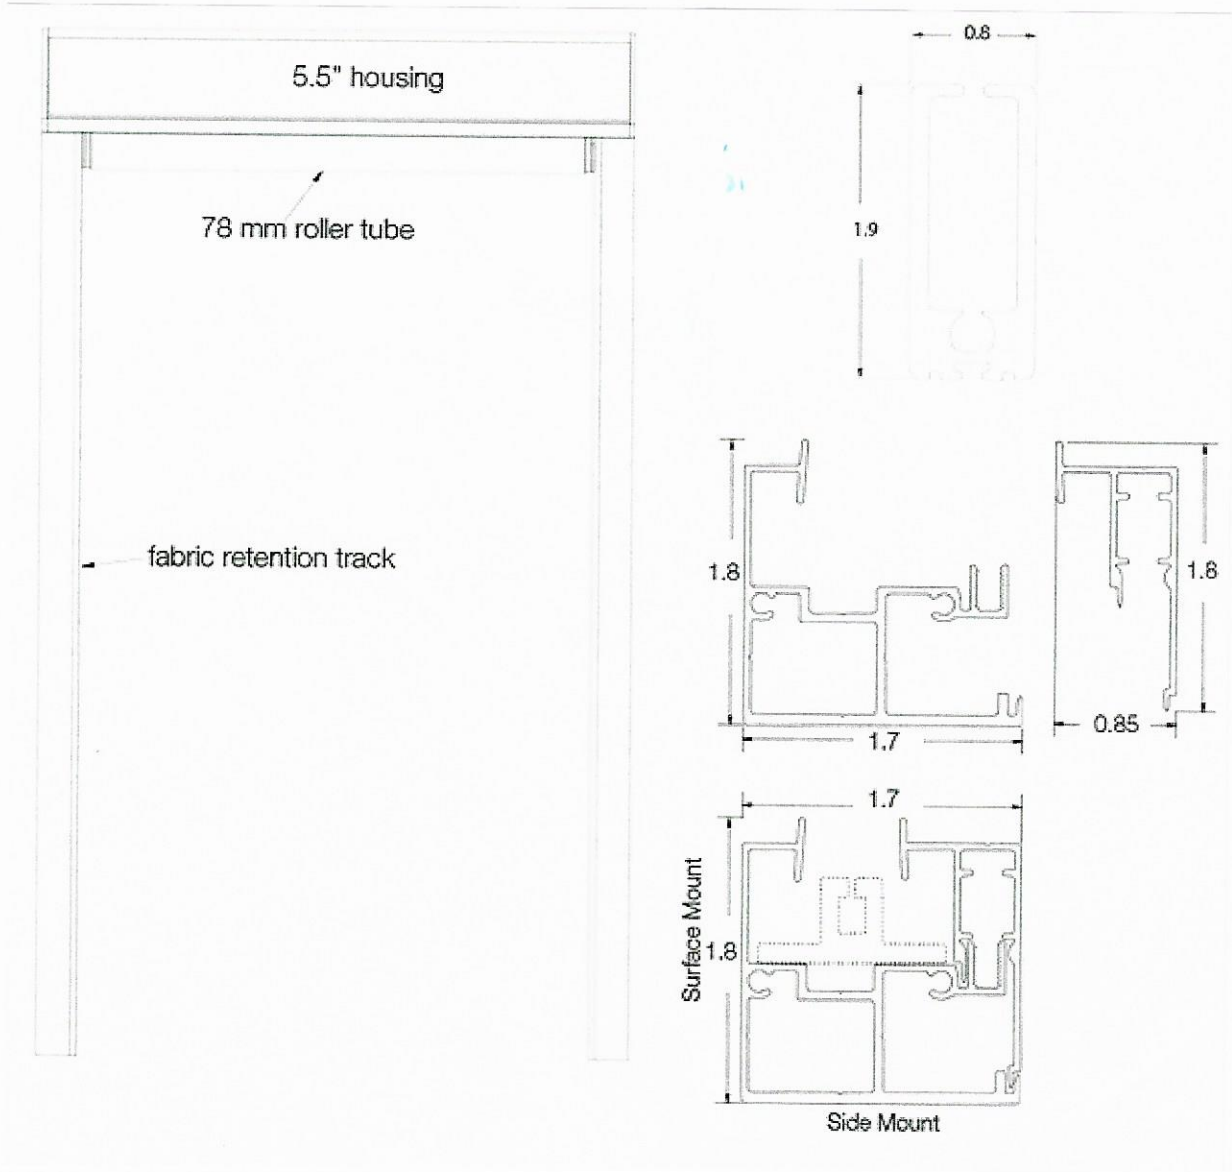 5.5" housing
78 mm roller tube
fabric retention track
0.8
1.9
1.8
1.7
1.8
0.85
1.7
Surface Mount
1.8
Side Mount